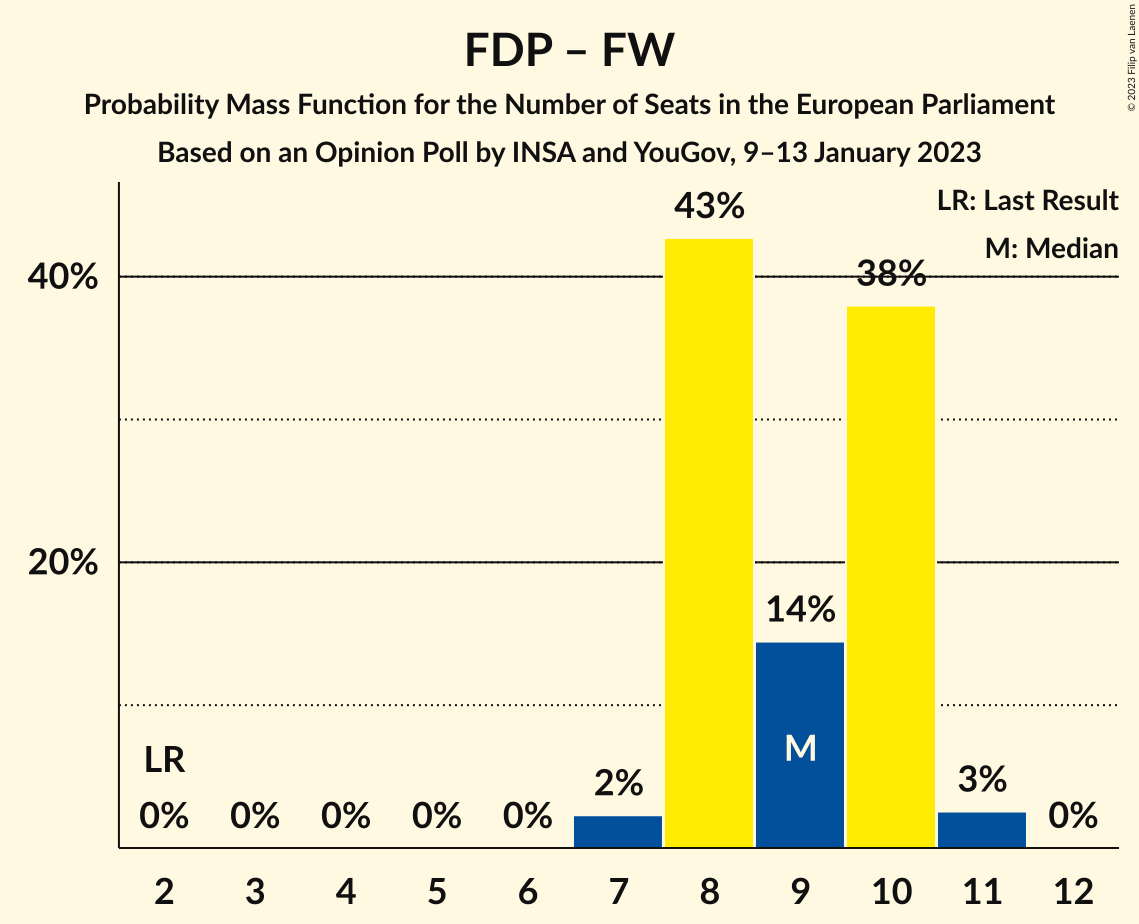 FDP – FW
Probability Mass Function for the Number of Seats in the European Parliament
Based on an Opinion Poll by INSA and YouGov, 9–13 January 2023
© 2023 Filip van Laenen
LR: Last Result
M: Median
43%
40%
38%
20%
14%
M
LR
2%
3%
0% 0% 0% 0% 0% 0%
2 3 4 5 6 7 8 9 10 11 12